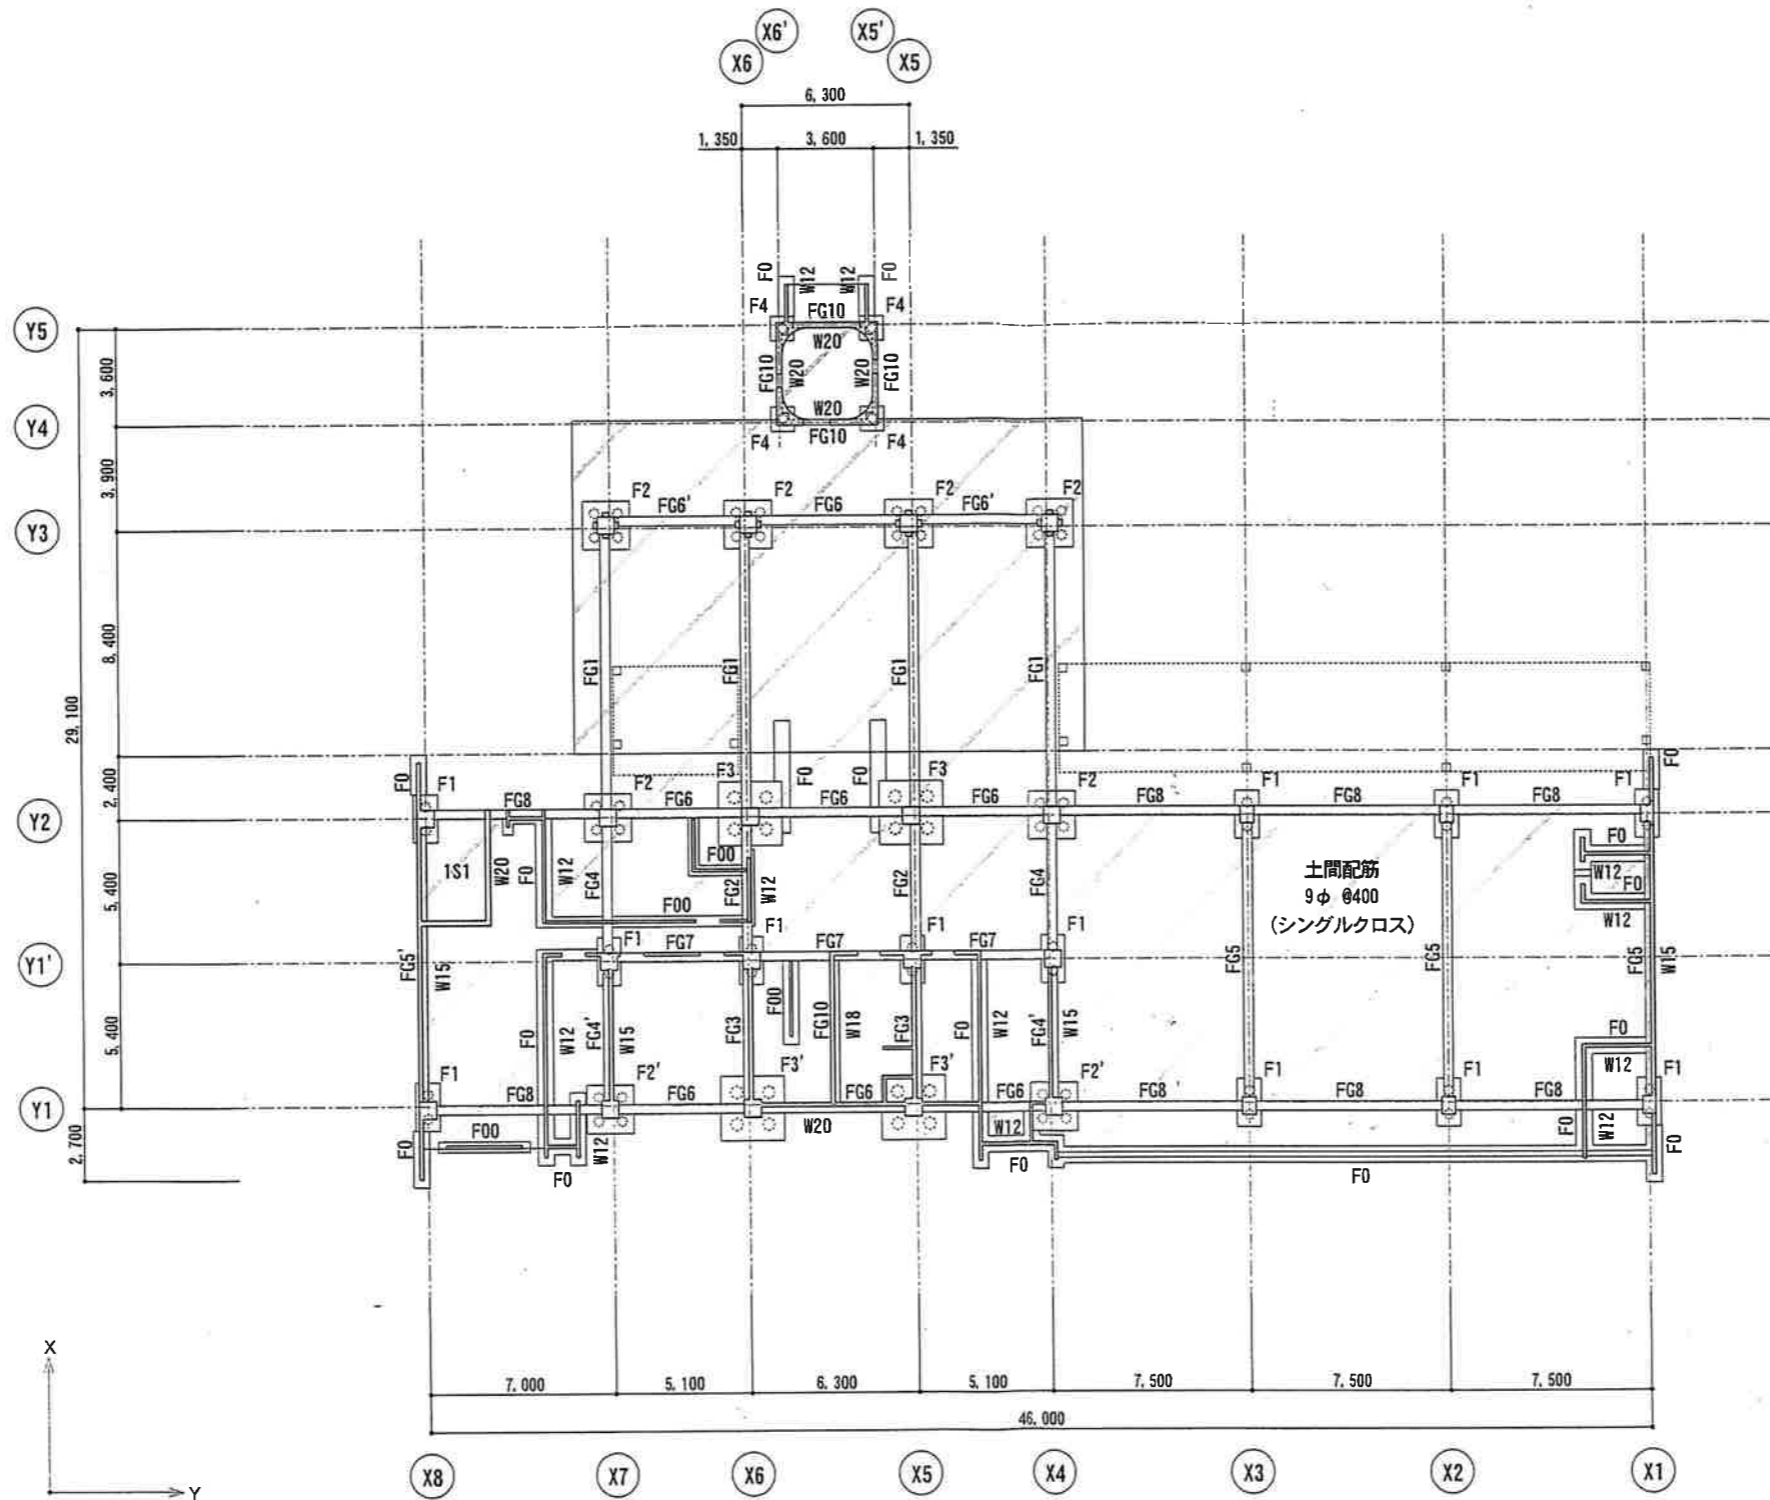 X6' X5'
X6 X5
6,300
1,350 3,600 1,350
F0 W12 W12 F0
F4 FG10 F4
Y5
W20
3,600 FG10 W20 W20 FG10
W20
Y4
F4 FG10 F4
3,900
F2 F2 F2 F2
FG6' FG6 FG6'
Y3
8,400
FG1 FG1 FG1 FG1
29,100
2,400
F0 F1 F2 F3 F0 F0 F3 F2 F1 F1 F1 F0
FG8 FG6 FG6 FG6 FG8 FG8 FG8
Y2
F0
F00
1S1 W20 F0 W12 FG4 FG2 W12 FG2 FG4
土間配筋
9φ @400
(シングルクロス)
W12 F0
5,400
F00
W12
F1 F1 F1 F1
FG7 FG7 FG7
Y1'
FG5' W15 FG5 FG5 FG5 W15
F00
5,400
F0 W12 FG4' W15 FG3 FG10 W18 FG3 F0 W12 FG4' W15
F0
W12
F1 F2' F3' F3' F2' F1 F1 F1
FG8 FG6 FG6 FG6 FG8' FG8 FG8
Y1
W20 W12
F0 F00 W12 F0 W12 F0
2,700
F0 F0 F0
7,000 5,100 6,300 5,100 7,500 7,500 7,500
46,000
X8 X7 X6 X5 X4 X3 X2 X1
X
Y